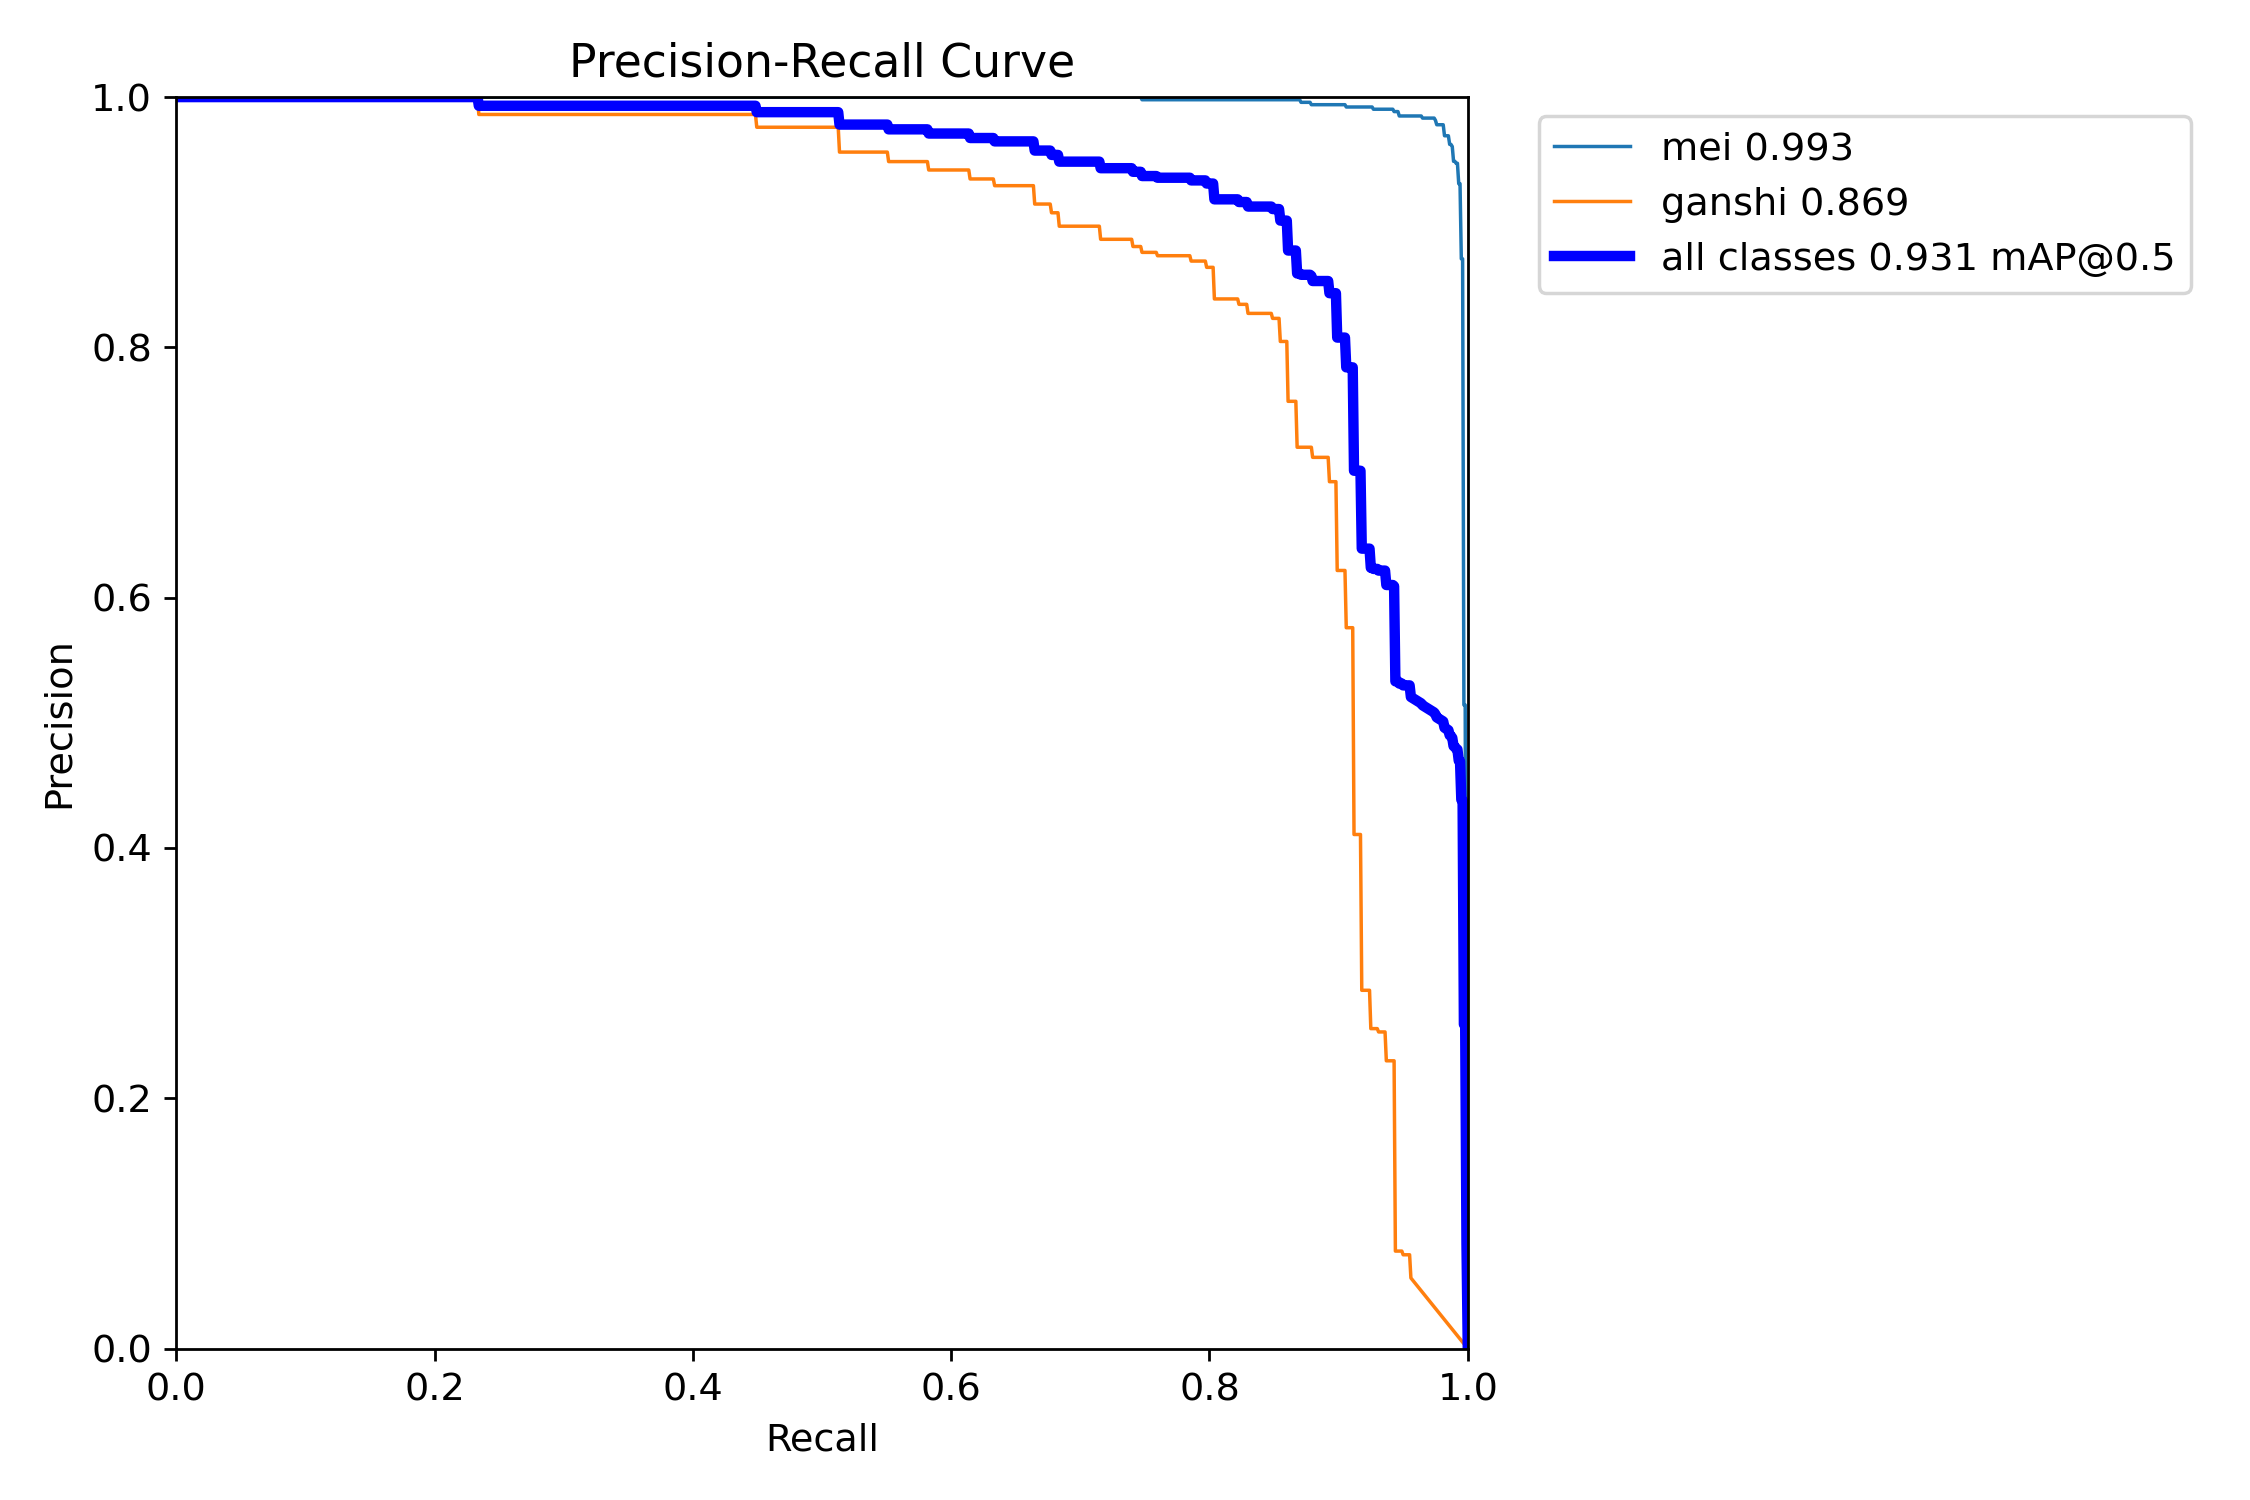 Precision-Recall Curve
1.0
0.8
0.6
0.4
0.2
0.0
Precision
0.0 0.2 0.4 0.6 0.8 1.0
Recall
mei 0.993
ganshi 0.869
all classes 0.931 mAP@0.5